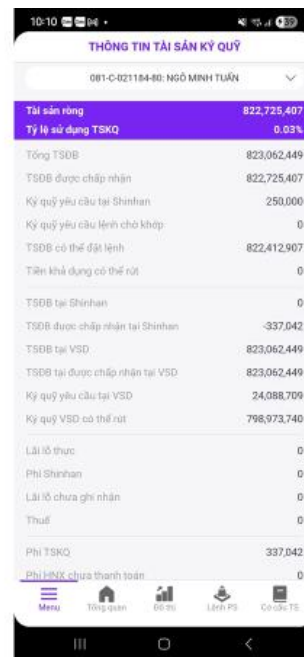 10:10
THÔNG TIN TÀI SẢN KÝ QUỸ
081-C-021184-80: NGÔ MINH TUẤN
Tài sản ròng 822,725,407
Tỷ lệ sử dụng TSKQ 0.03%
Tổng TSĐB 823,062,449
TSĐB được chấp nhận 822,725,407
Ký quỹ yêu cầu tại Shinhan 250,000
Ký quỹ yêu cầu lệnh chờ khớp 0
TSĐB có thể đặt lệnh 822,412,907
Tiền khả dụng có thể rút 0
TSĐB tại Shinhan 0
TSĐB được chấp nhận tại Shinhan -337,042
TSĐB tại VSD 823,062,449
TSĐB tại được chấp nhận tại VSD 823,062,449
Ký quỹ yêu cầu tại VSD 24,088,709
Ký quỹ VSD có thể rút 798,973,740
Lãi lỗ thực 0
Phí Shinhan 0
Lãi lỗ chưa ghi nhận 0
Thuế 0
Phí TSKQ 337,042
Phí HNX chưa thanh toán 0
Menu Tổng quan Đồ thị Lệnh PS Cơ cấu TS